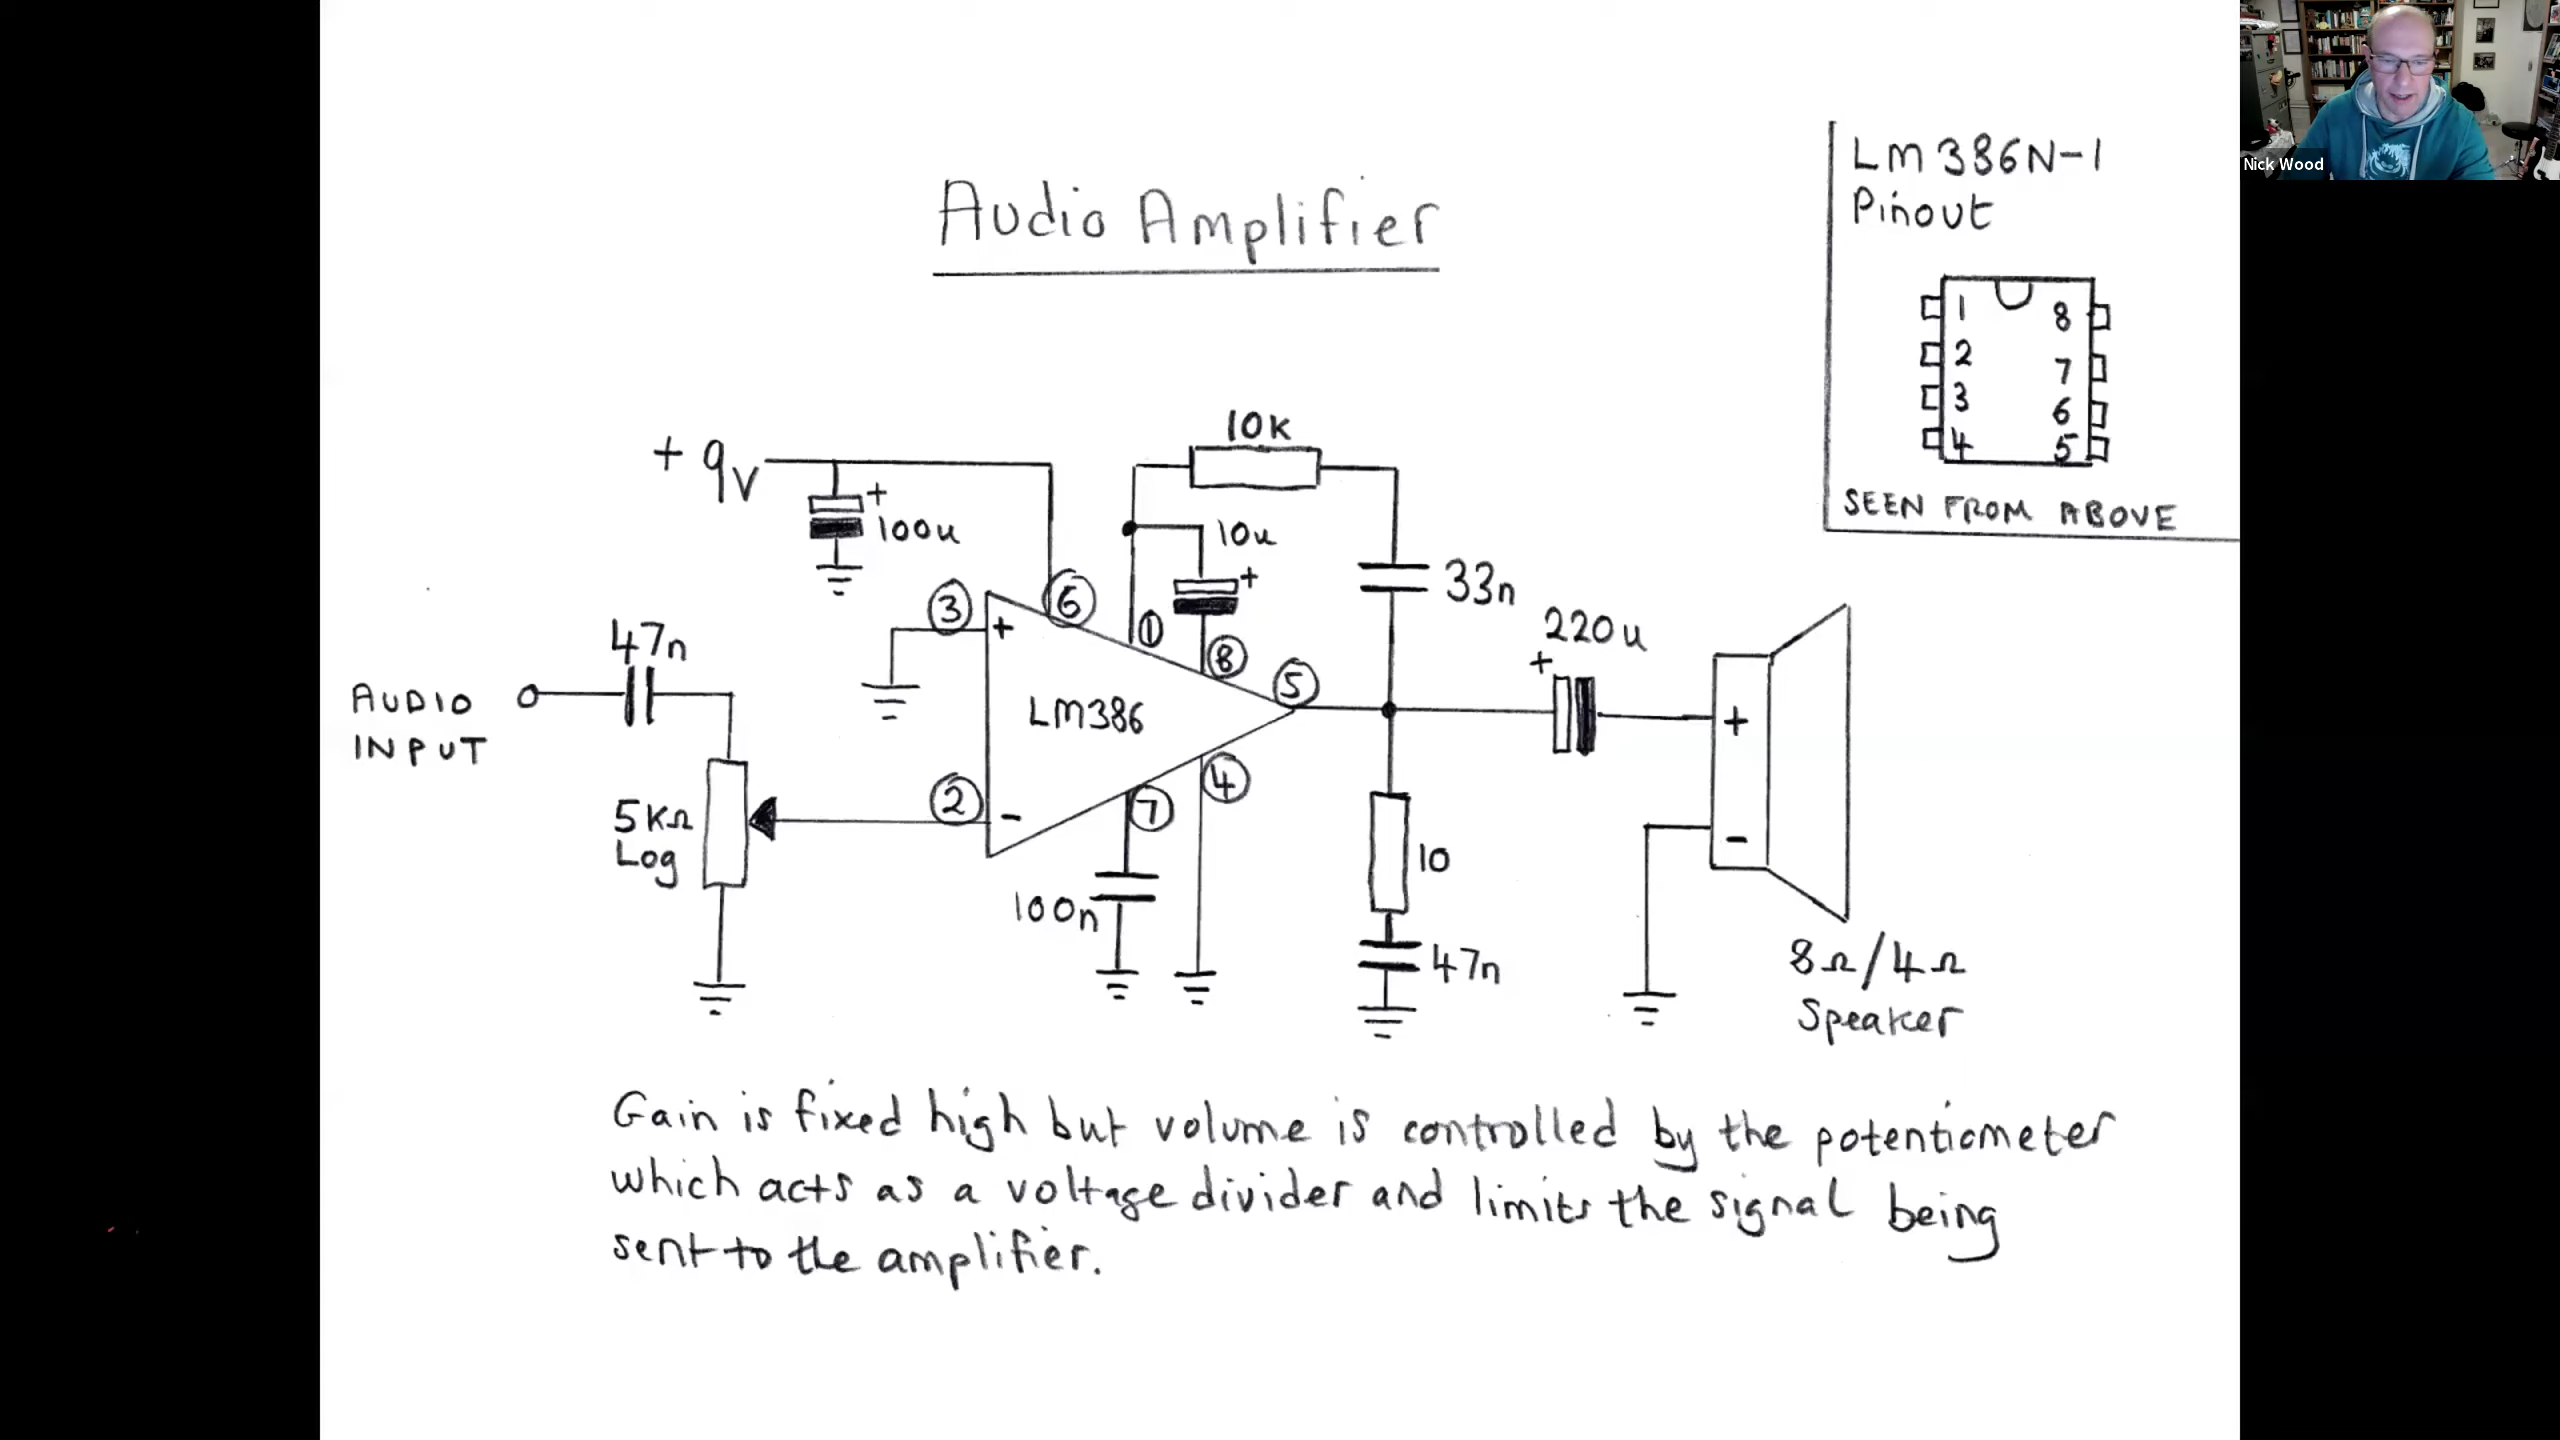 Nick Wood
LM386N-1
Pinout
1
2
3
4
8
7
6
5
SEEN FROM ABOVE
Audio Amplifier
+9V
+
100u
10K
10u
+
33n
220u
+
47n
AUDIO
INPUT
5KΩ
Log
3
6
1
8
5
2
7
4
+
-
LM386
100n
10
47n
+
-
8Ω/4Ω
Speaker
Gain is fixed high but volume is controlled by the potentiometer
which acts as a voltage divider and limits the signal being
sent to the amplifier.